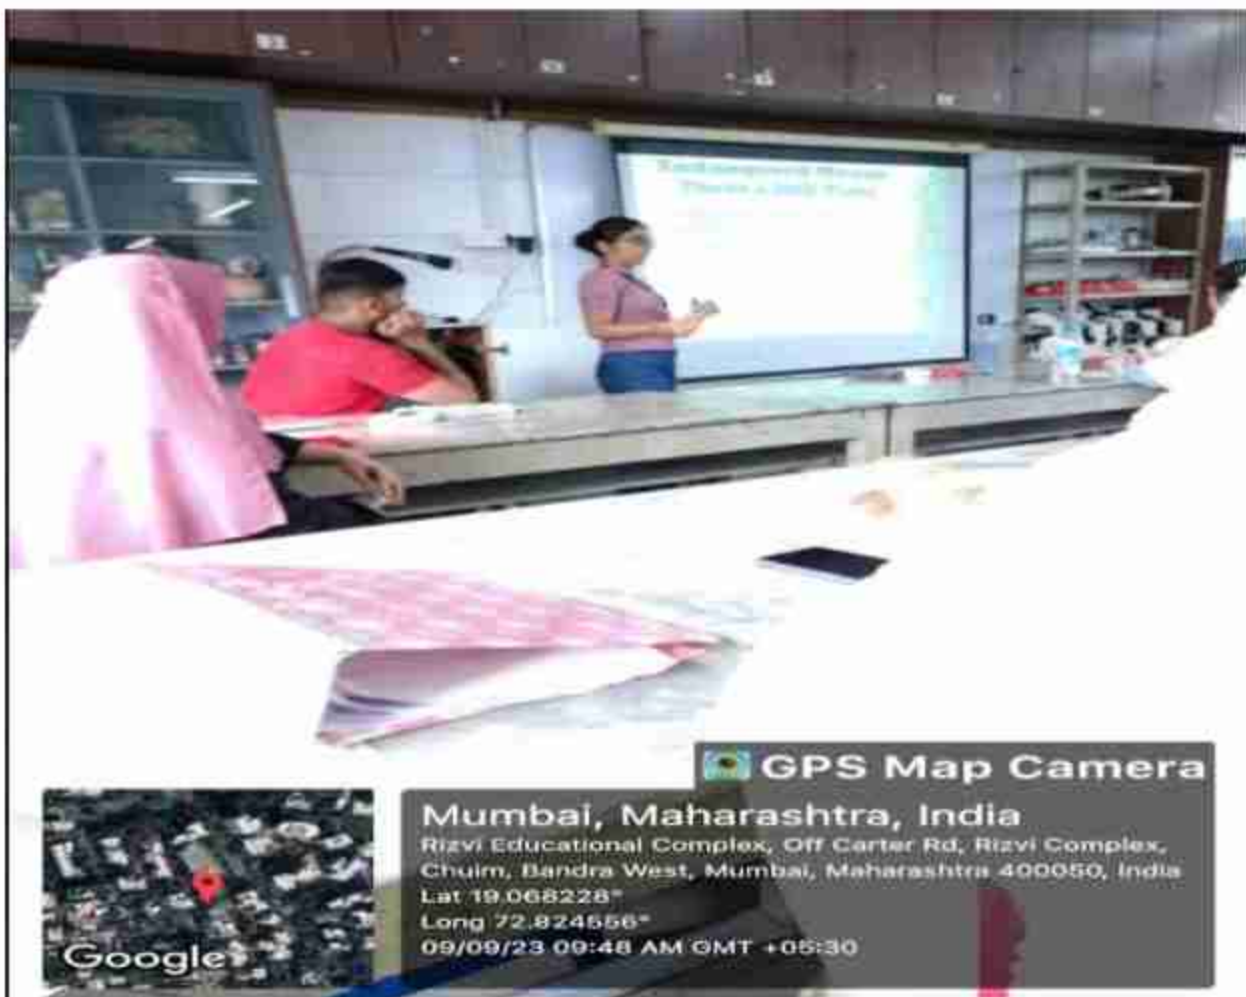 GPS Map Camera
Mumbai, Maharashtra, India
Rizvi Educational Complex, Off Carter Rd, Rizvi Complex,
Chuim, Bandra West, Mumbai, Maharashtra 400050, India
Lat 19.068228°
Long 72.824556°
09/09/23 09:48 AM GMT +05:30
Google